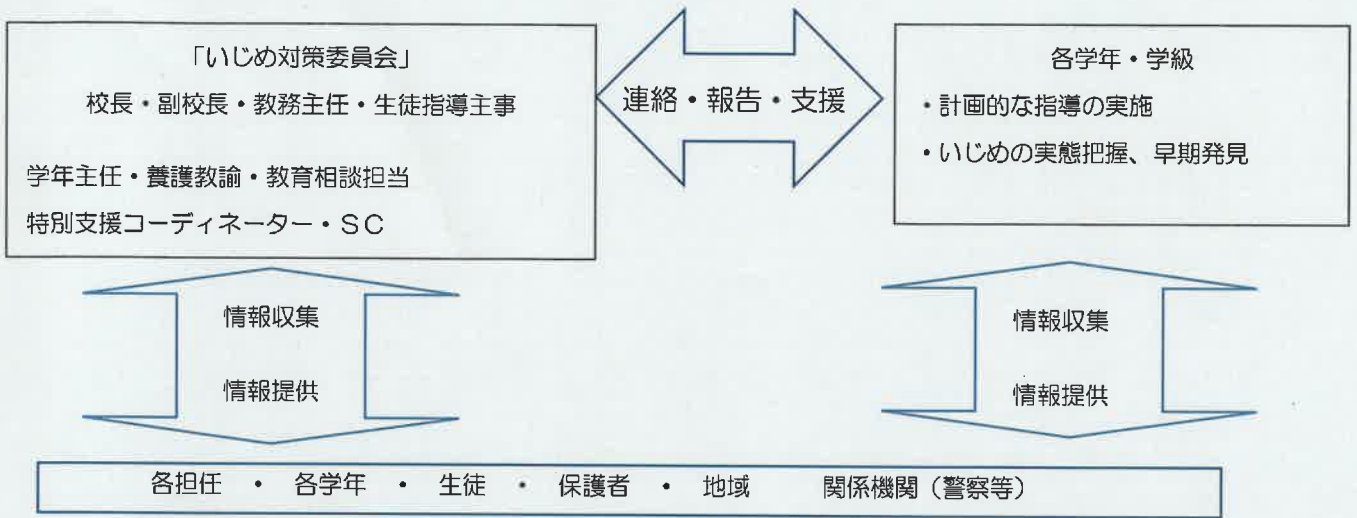 「いじめ対策委員会」
校長・副校長・教務主任・生徒指導主事
学年主任・養護教諭・教育相談担当
特別支援コーディネーター・SC
連絡・報告・支援
各学年・学級
・計画的な指導の実施
・いじめの実態把握、早期発見
情報収集
情報提供
情報収集
情報提供
各担任 ・ 各学年 ・ 生徒 ・ 保護者 ・ 地域 関係機関(警察等)